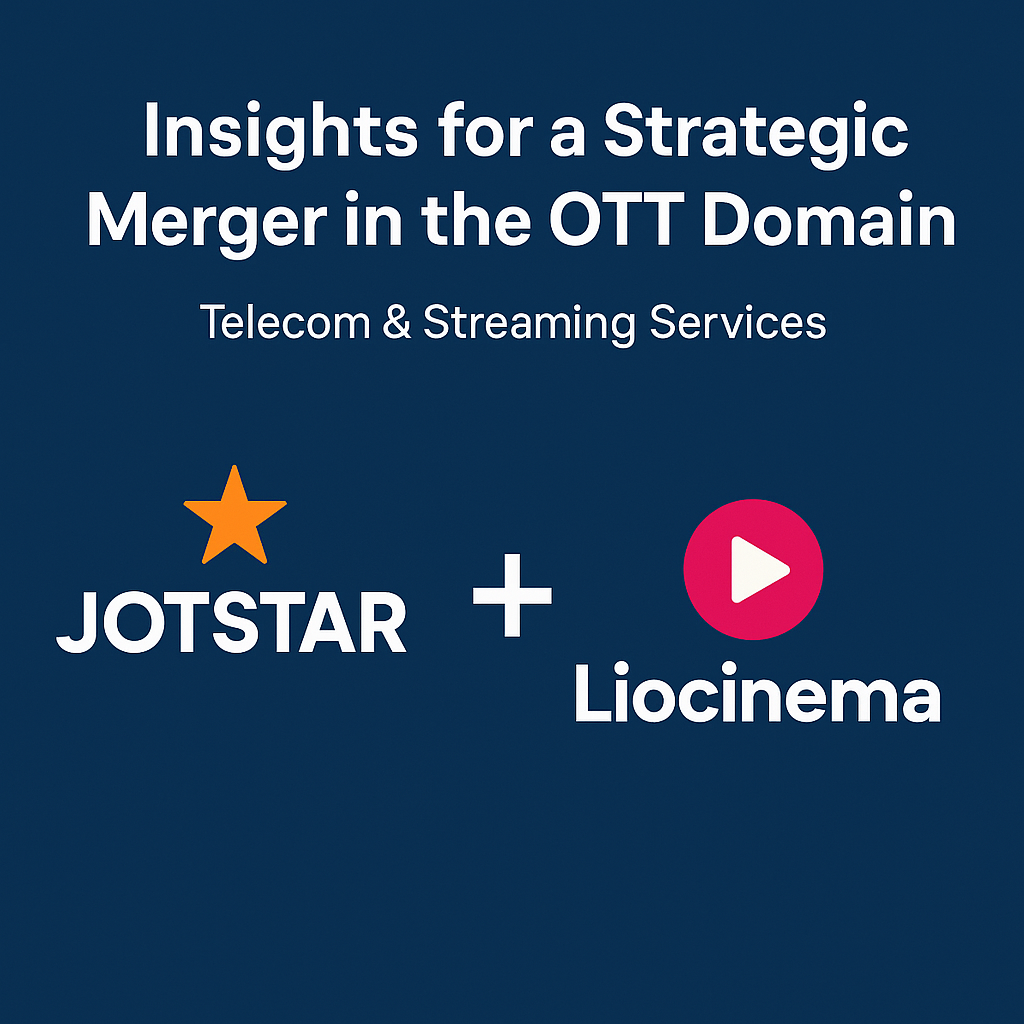 Insights for a Strategic
Merger in the OTT Domain
Telecom & Streaming Services
JOTSTAR
+
Liocinema